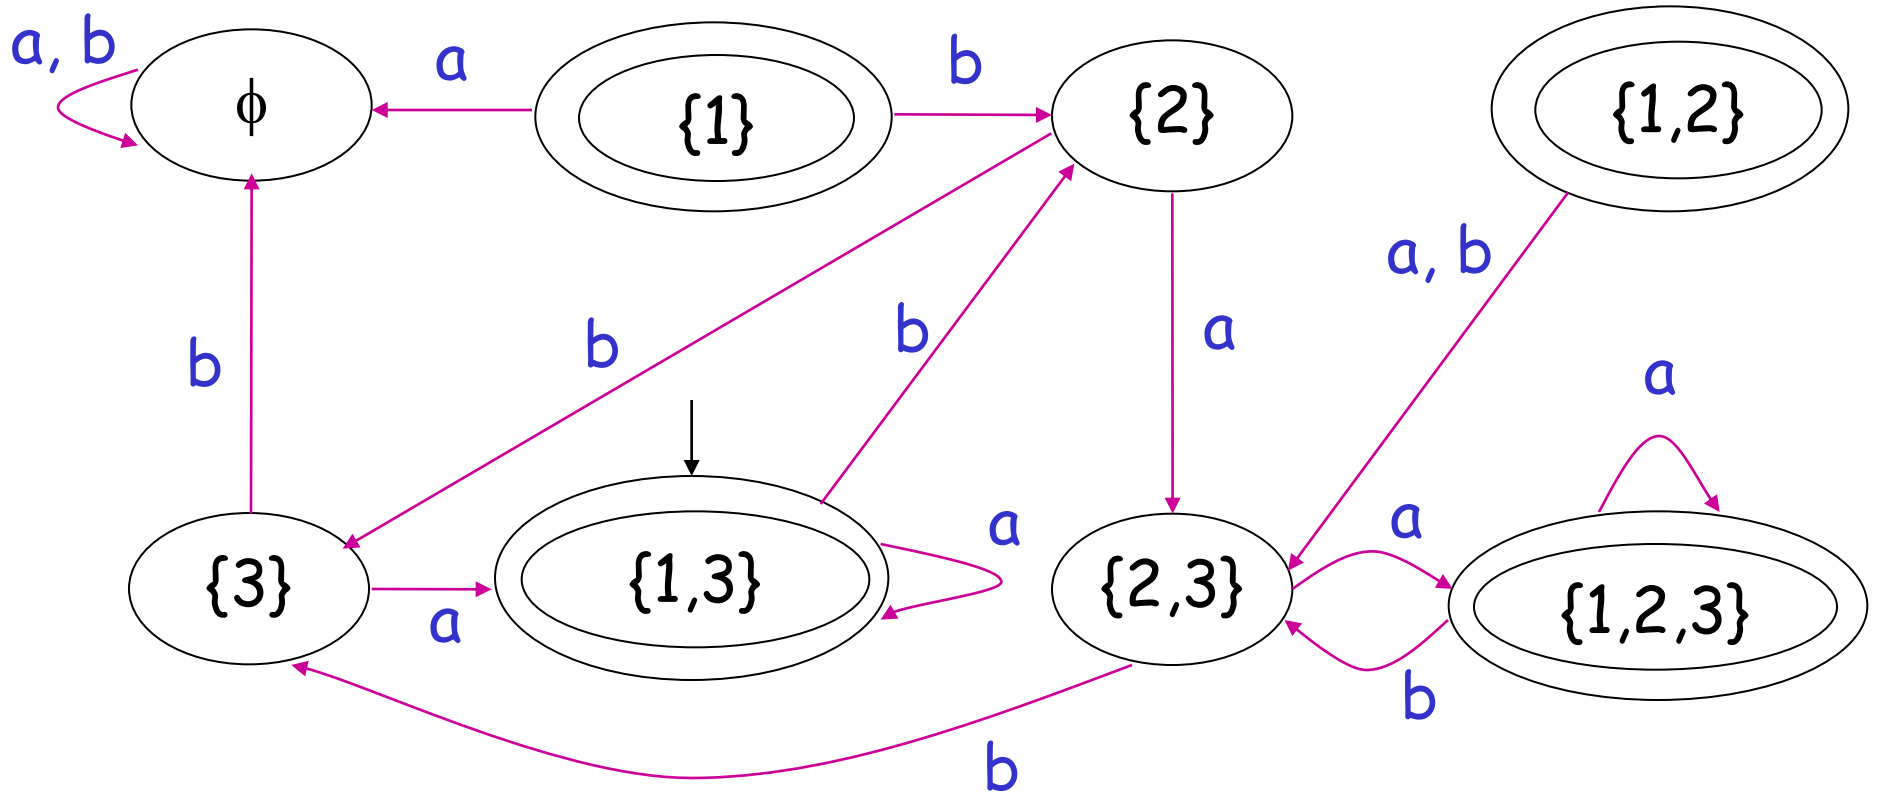 a, b
ϕ
a
{1}
b
{2}
{1,2}
a, b
b
b
b
a
a
{3}
a
{1,3}
a
{2,3}
a
{1,2,3}
b
b